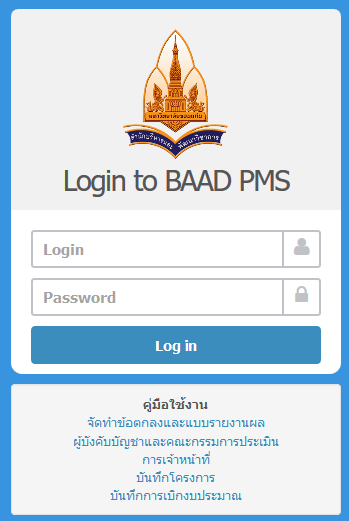 มหาวิทยาลัยขอนแก่น
สำนักบริหารและพัฒนาวิชาการ
Login to BAAD PMS
Login
Password
Log in
คู่มือใช้งาน
จัดทำข้อตกลงและแบบรายงานผล
ผู้บังคับบัญชาและคณะกรรมการประเมิน
การเจ้าหน้าที่
บันทึกโครงการ
บันทึกการเบิกงบประมาณ